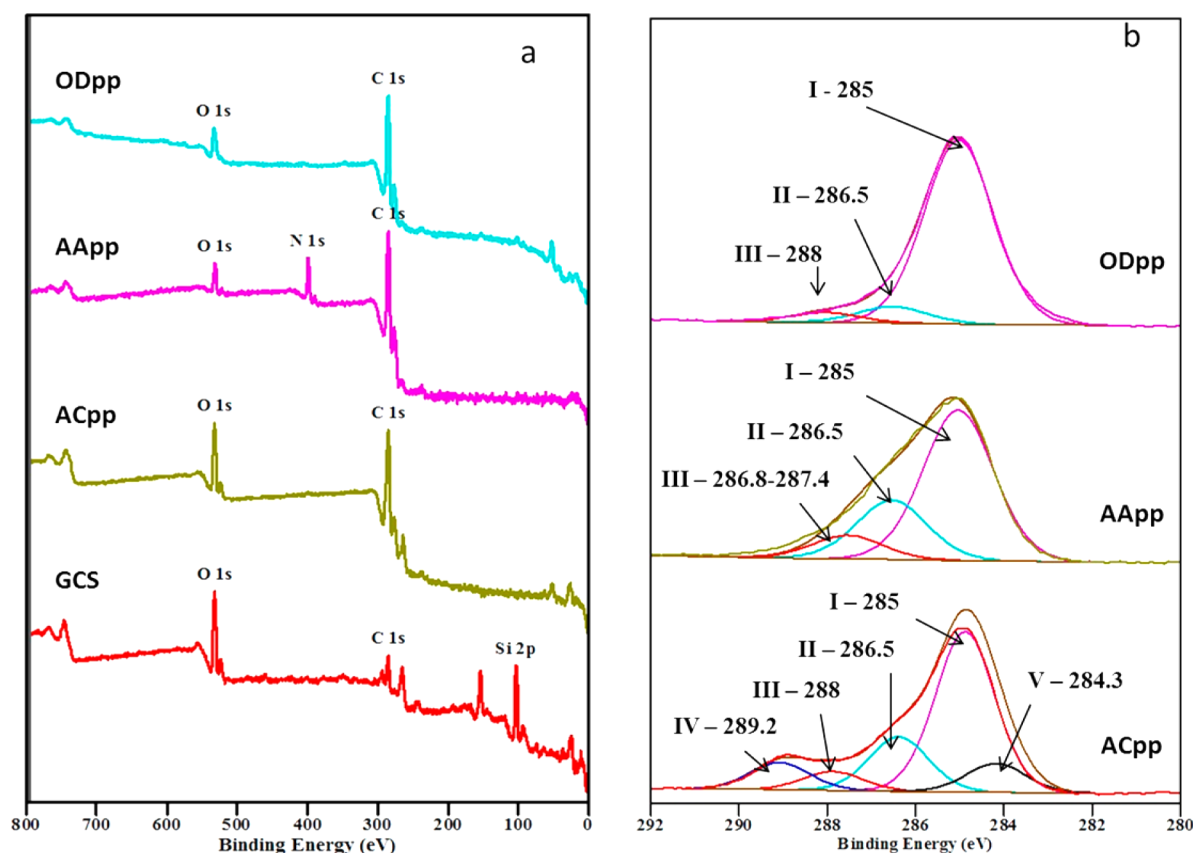 a
ODpp
C 1s
O 1s
AApp
C 1s
O 1s
N 1s
ACpp
O 1s
C 1s
GCS
O 1s
C 1s
Si 2p
800 700 600 500 400 300 200 100 0
Binding Energy (eV)
b
I - 285
II – 286.5
III – 288
ODpp
I – 285
II – 286.5
III – 286.8-287.4
AApp
I – 285
II – 286.5
III – 288
V – 284.3
IV – 289.2
ACpp
292 290 288 286 284 282 280
Binding Energy (eV)